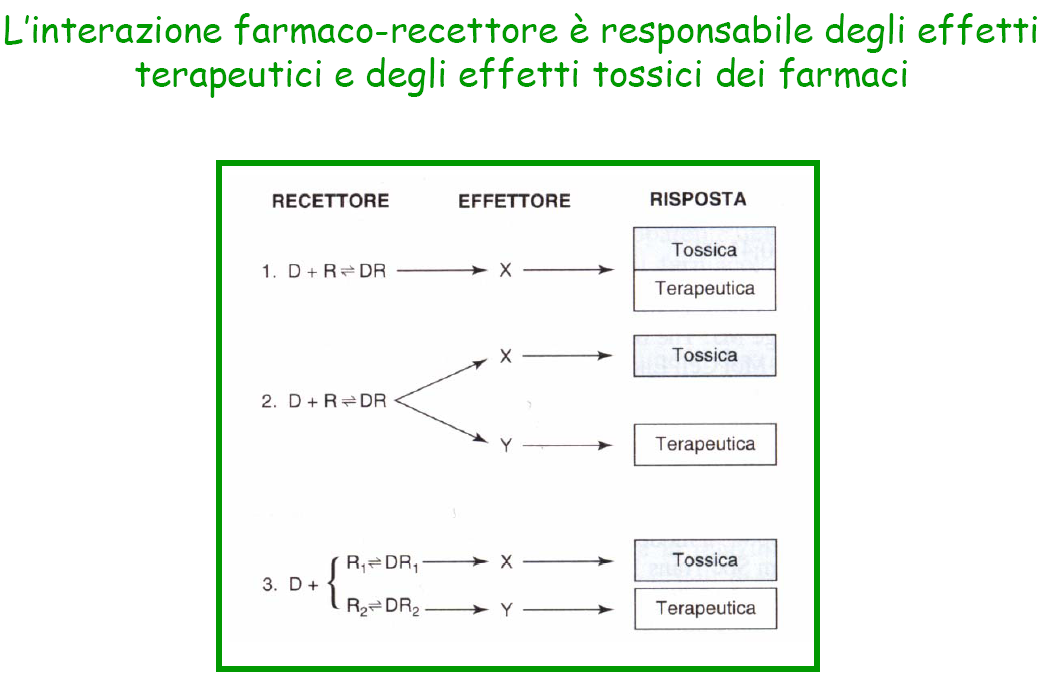 L'interazione farmaco-recettore è responsabile degli effetti
terapeutici e degli effetti tossici dei farmaci
RECETTORE EFFETTORE RISPOSTA
1. D + R ⇌ DR X Tossica
Terapeutica
X Tossica
2. D + R ⇌ DR
Y Terapeutica
R₁ ⇌ DR₁ X Tossica
3. D + {
R₂ ⇌ DR₂ Y Terapeutica